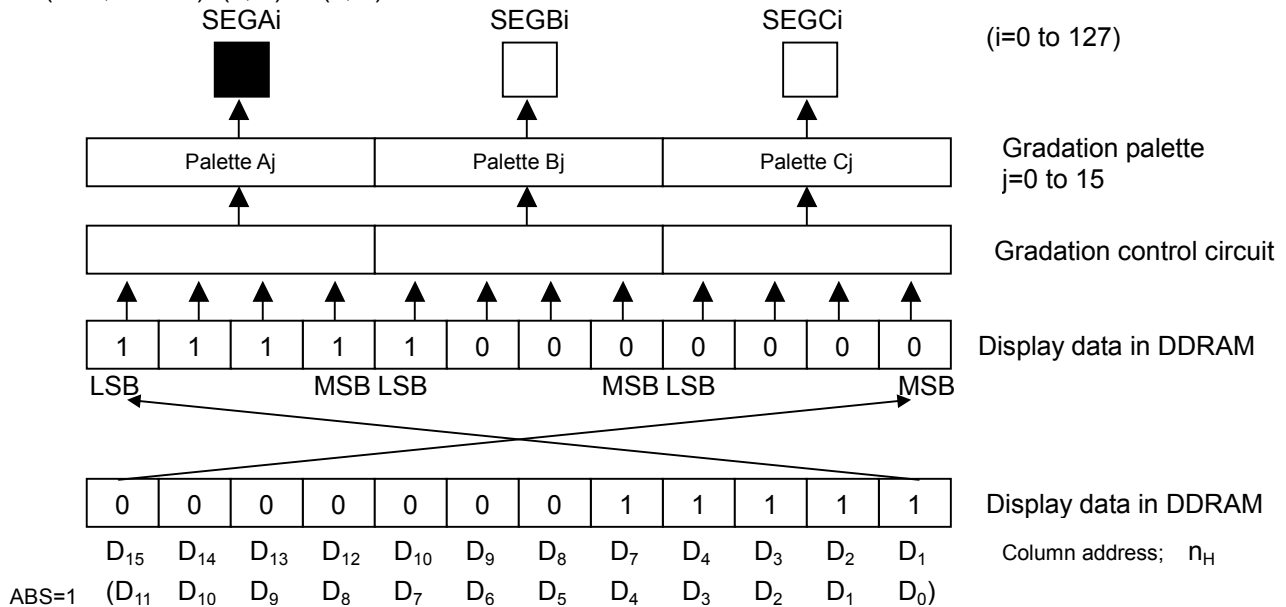 SEGAi SEGBi SEGCi (i=0 to 127)
Palette Aj Palette Bj Palette Cj Gradation palette
j=0 to 15
Gradation control circuit
1 1 1 1 1 0 0 0 0 0 0 0 Display data in DDRAM
LSB MSB LSB MSB LSB MSB
0 0 0 0 0 0 0 1 1 1 1 1 Display data in DDRAM
D15 D14 D13 D12 D10 D9 D8 D7 D4 D3 D2 D1 Column address; nH
ABS=1 (D11 D10 D9 D8 D7 D6 D5 D4 D3 D2 D1 D0)